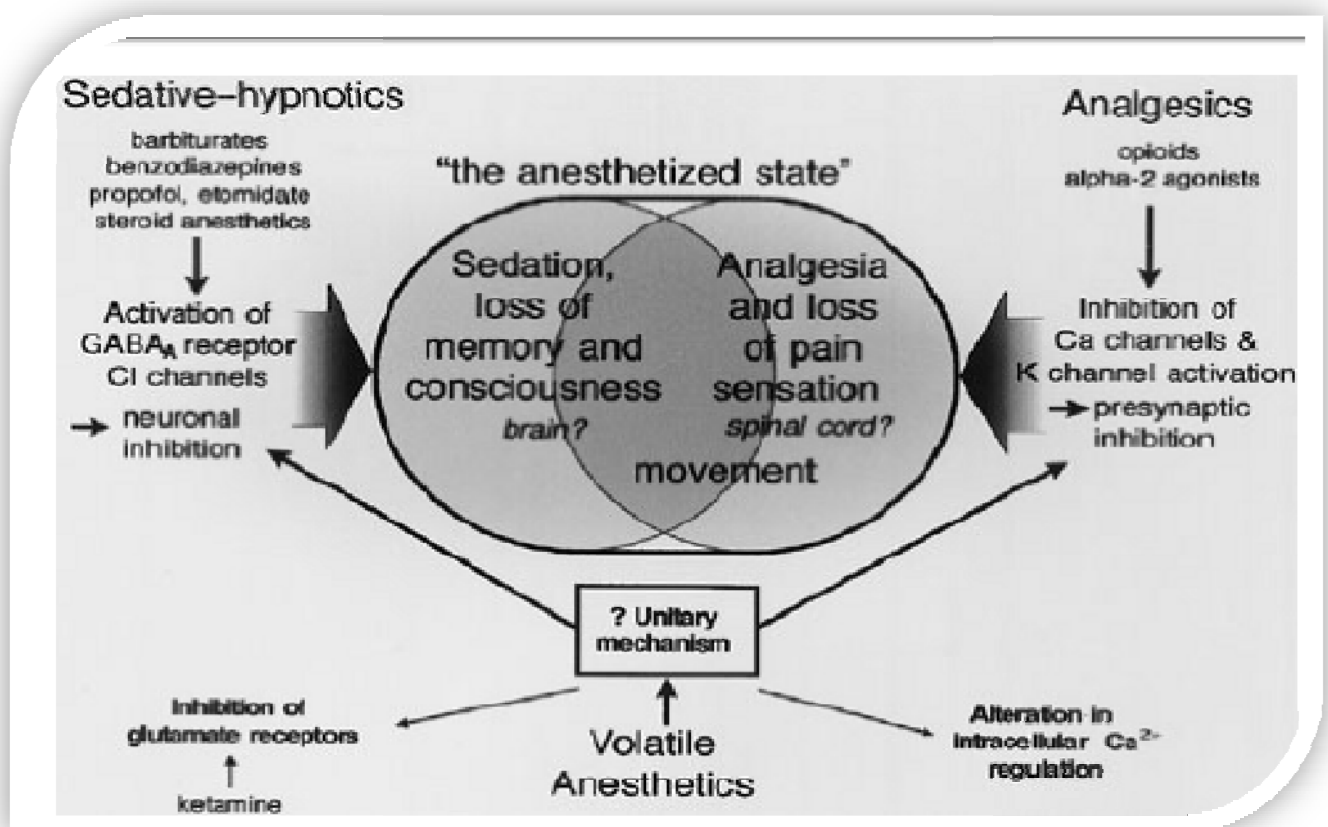 Sedative–hypnotics
barbiturates
benzodiazepines
propofol, etomidate
steroid anesthetics
Activation of
GABAA receptor
Cl channels
neuronal
inhibition
"the anesthetized state"
Sedation,
loss of
memory and
consciousness
brain?
Analgesia
and loss
of pain
sensation
spinal cord?
movement
Analgesics
opioids
alpha-2 agonists
Inhibition of
Ca channels &
K channel activation
presynaptic
inhibition
? Unitary
mechanism
Volatile
Anesthetics
Inhibition of
glutamate receptors
ketamine
Alteration in
intracellular Ca²⁻
regulation